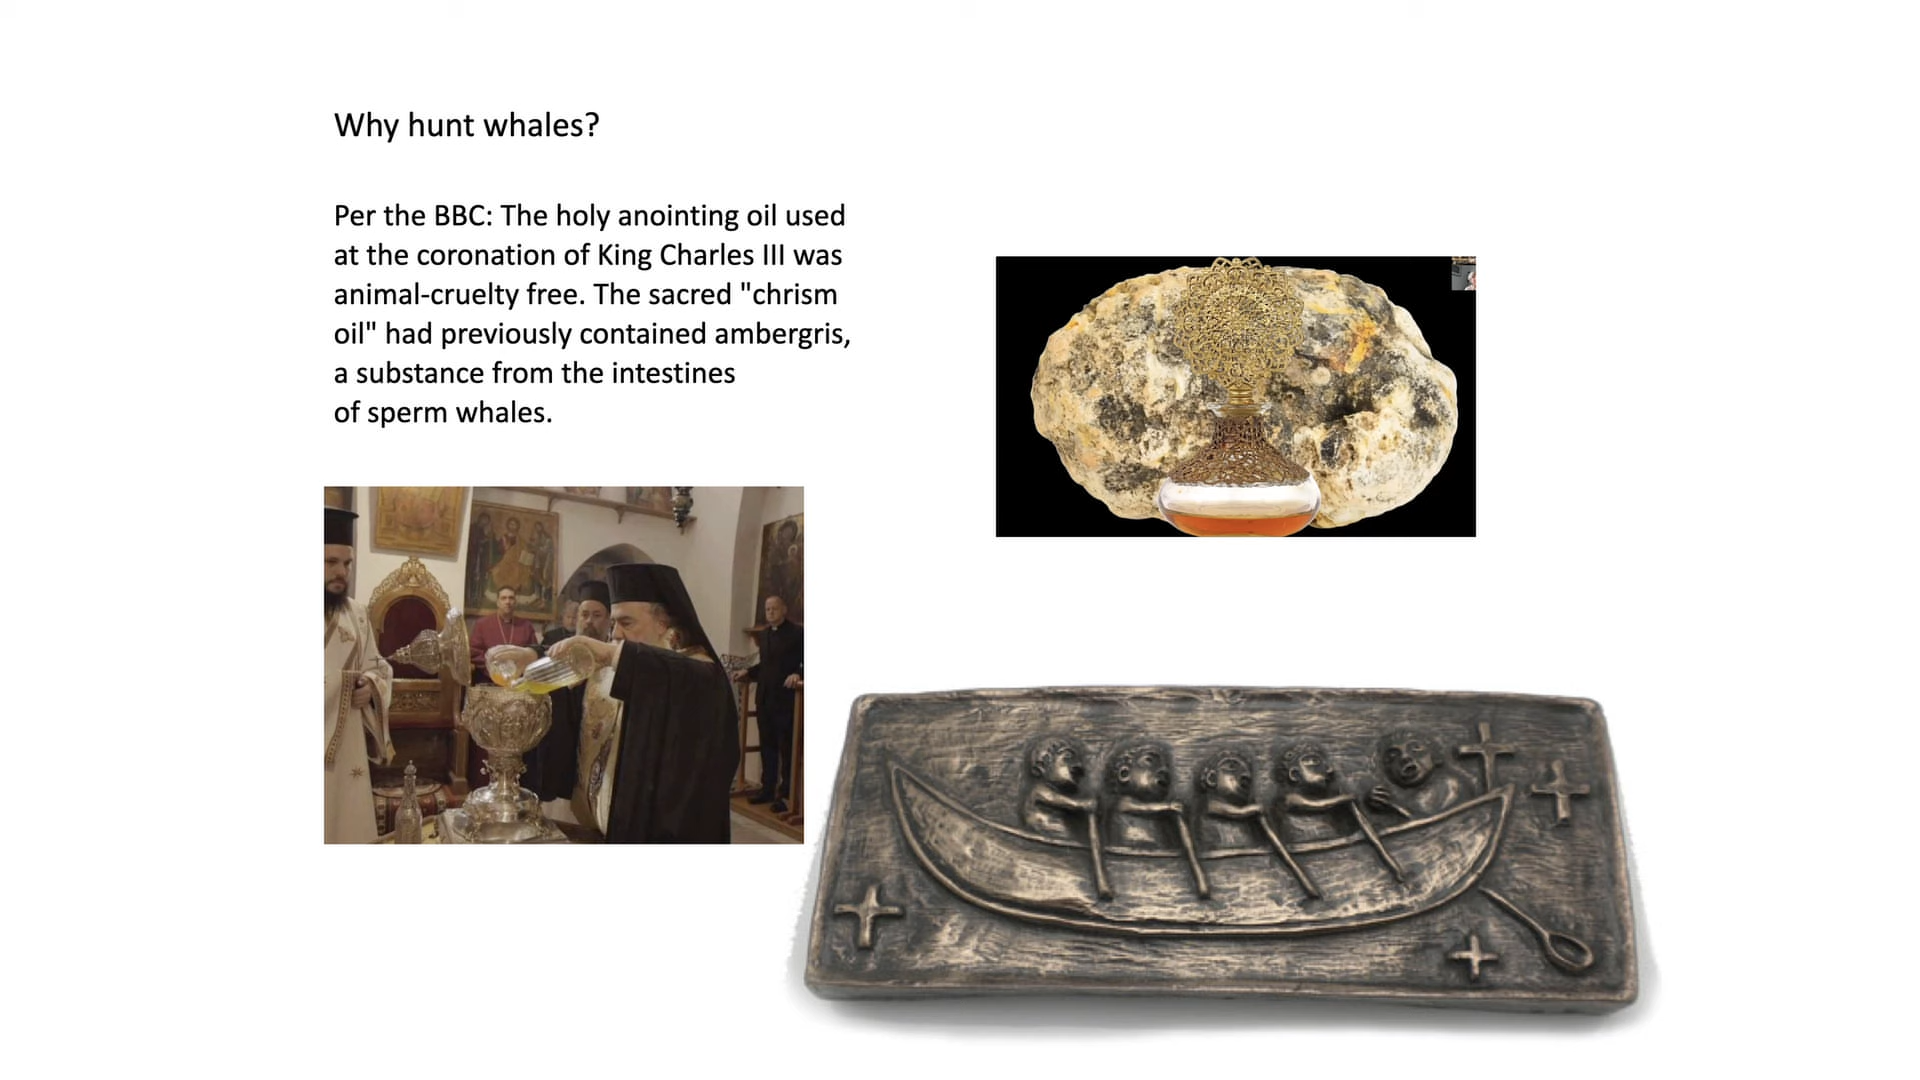 Why hunt whales?
Per the BBC: The holy anointing oil used
at the coronation of King Charles III was
animal-cruelty free. The sacred "chrism
oil" had previously contained ambergris,
a substance from the intestines
of sperm whales.